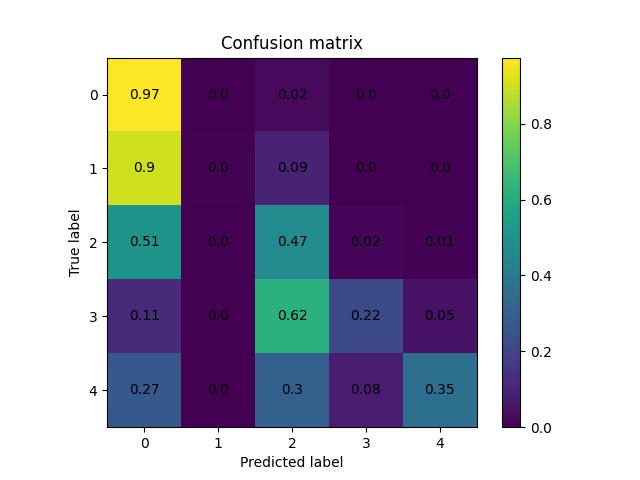 Confusion matrix
0 0.97 0.0 0.02 0.0 0.0
1 0.9 0.0 0.09 0.0 0.0
2 0.51 0.0 0.47 0.02 0.01
3 0.11 0.0 0.62 0.22 0.05
4 0.27 0.0 0.3 0.08 0.35
0 1 2 3 4
Predicted label
True label
0.8
0.6
0.4
0.2
0.0